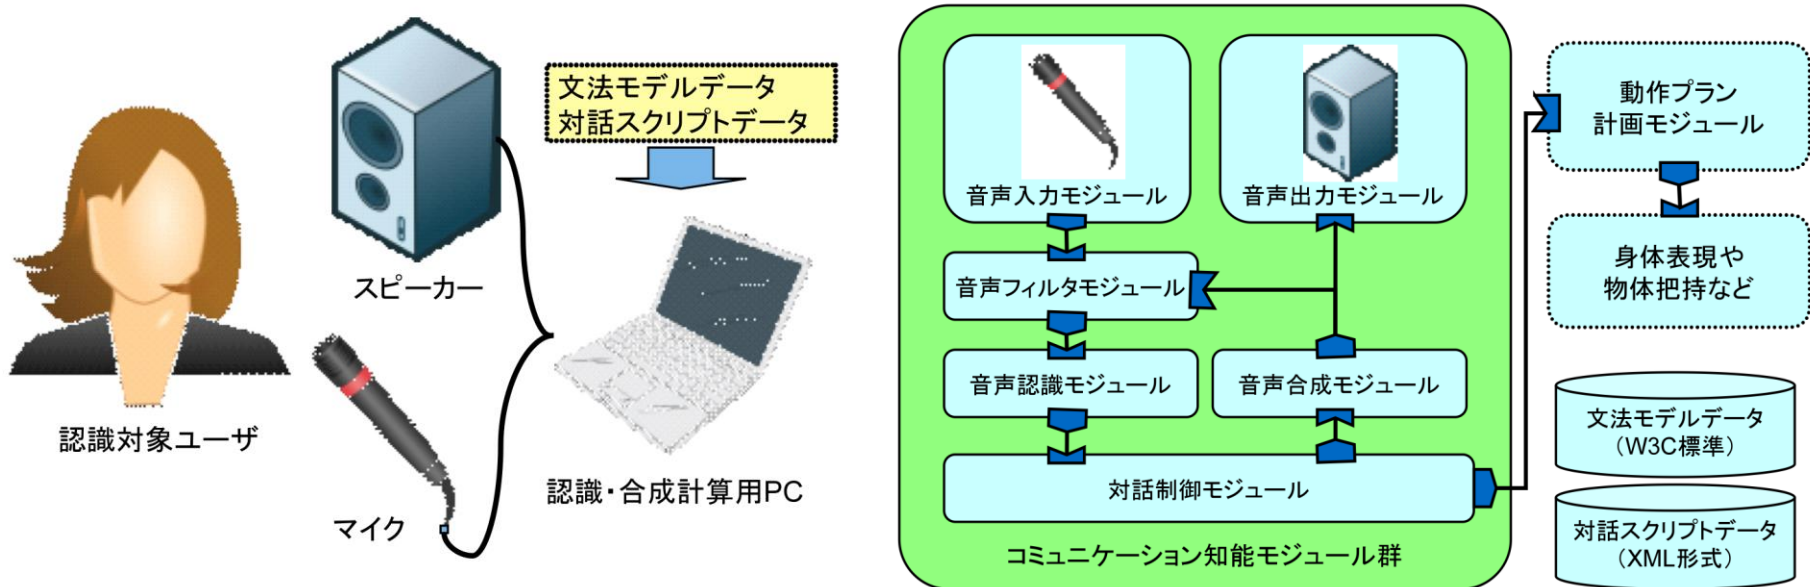 文法モデルデータ
対話スクリプトデータ
スピーカー
認識対象ユーザ
マイク
認識・合成計算用PC
音声入力モジュール
音声出力モジュール
音声フィルタモジュール
音声認識モジュール
音声合成モジュール
対話制御モジュール
コミュニケーション知能モジュール群
動作プラン
計画モジュール
身体表現や
物体把持など
文法モデルデータ
（W3C標準）
対話スクリプトデータ
（XML形式）